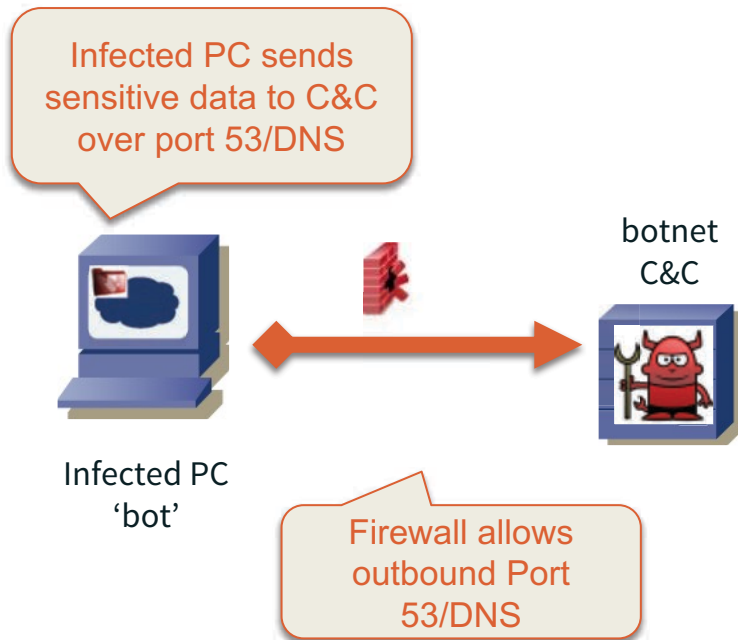 Infected PC sends
sensitive data to C&C
over port 53/DNS
botnet
C&C
Infected PC
‘bot’
Firewall allows
outbound Port
53/DNS